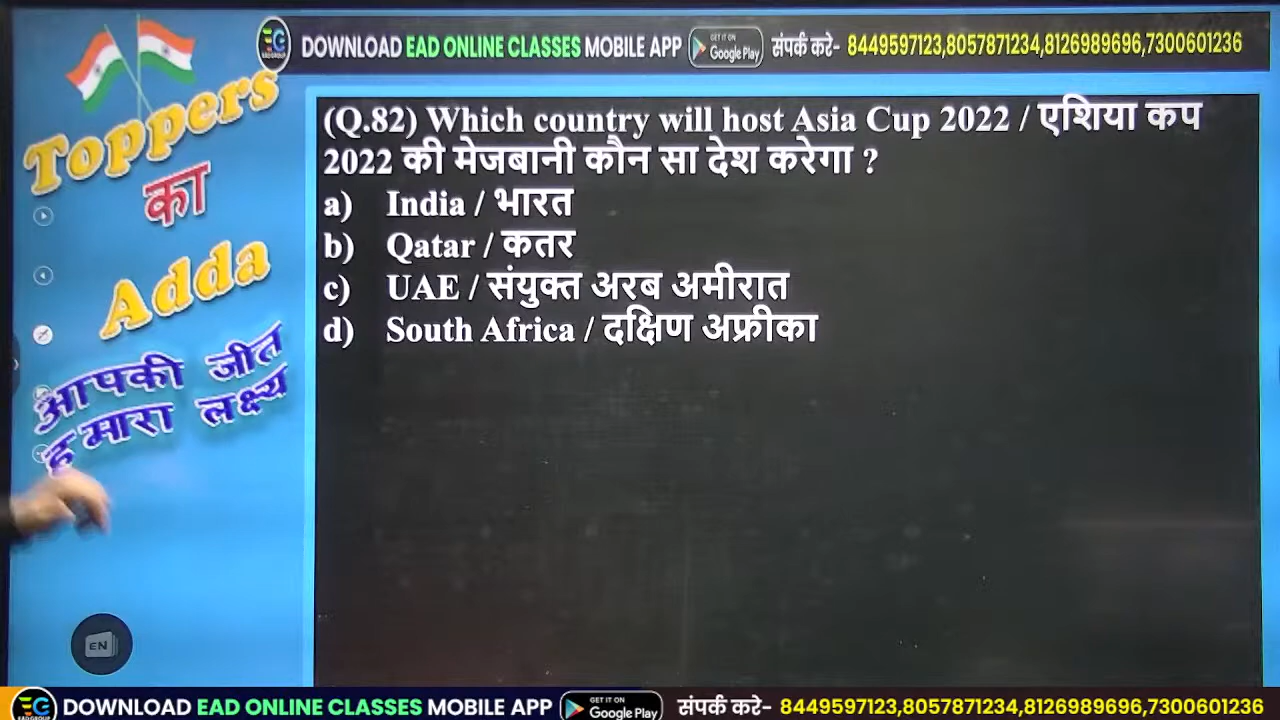 DOWNLOAD EAD ONLINE CLASSES MOBILE APP GET IT ON Google Play संपर्क करे- 8449597123,8057871234,8126989696,7300601236
Toppers
का
Adda
आपकी जीत
हमारा लक्ष्य
(Q.82) Which country will host Asia Cup 2022 / एशिया कप
2022 की मेजबानी कौन सा देश करेगा ?
a) India / भारत
b) Qatar / कतर
c) UAE / संयुक्त अरब अमीरात
d) South Africa / दक्षिण अफ्रीका
EN
DOWNLOAD EAD ONLINE CLASSES MOBILE APP GET IT ON Google Play संपर्क करे- 8449597123,8057871234,8126989696,7300601236